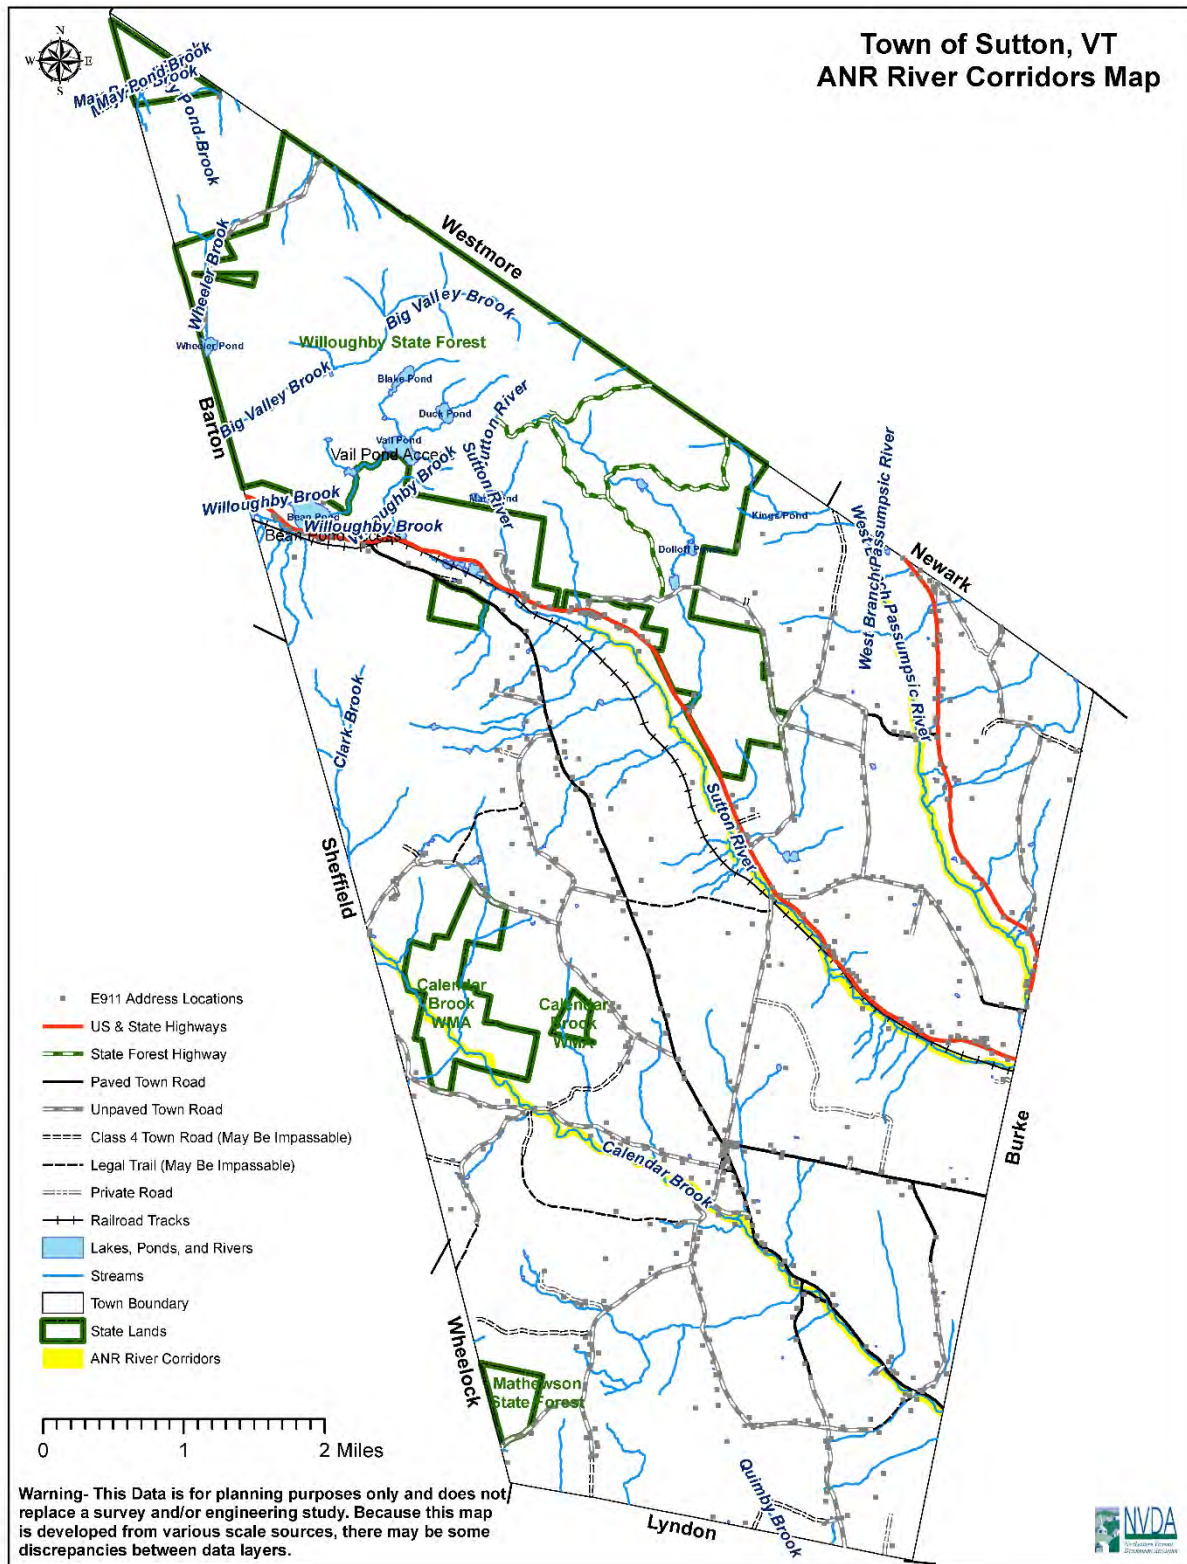 Town of Sutton, VT
ANR River Corridors Map
N
W
E
S
May Pond Brook
Pond Brook
Westmore
Wheeler Brook
Big Valley Brook
Wheeler Pond
Willoughby State Forest
Blake Pond
Big Valley Brook
Duck Pond
Sutton River
Barton
Vail Pond
Vail Pond Acce
Sutton River
Willoughby Brook
Willoughby Brook
Bean Pond
Kings Pond
Willoughby Brook
Bean Pond Access
West Branch Passumpsic River
Passumpsic River
Newark
Clark Brook
Sutton River
Sheffield
Calendar
Brook
WMA
Calendar
Brook
WMA
Calendar Brook
Burke
Wheelock
Mathewson
State Forest
Quimby Brook
Lyndon
E911 Address Locations
US & State Highways
State Forest Highway
Paved Town Road
Unpaved Town Road
Class 4 Town Road (May Be Impassable)
Legal Trail (May Be Impassable)
Private Road
Railroad Tracks
Lakes, Ponds, and Rivers
Streams
Town Boundary
State Lands
ANR River Corridors
0 1 2 Miles
Warning- This Data is for planning purposes only and does not
replace a survey and/or engineering study. Because this map
is developed from various scale sources, there may be some
discrepancies between data layers.
NVDA